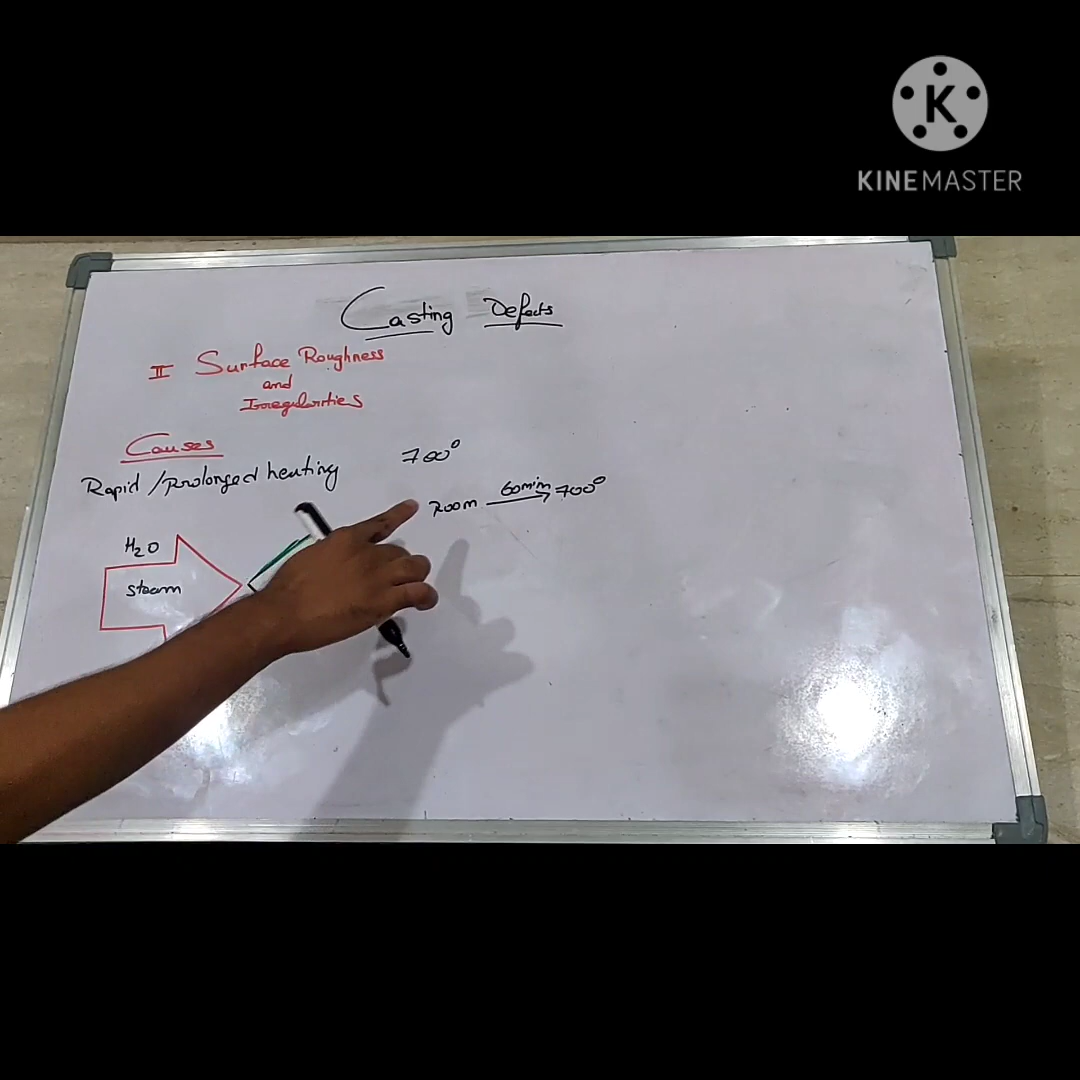 KINEMASTER
Casting Defects
II Surface Roughness
and
Irregularities
Causes
Rapid / Prolonged heating
700°
Room 60min 700°
H2O
steam